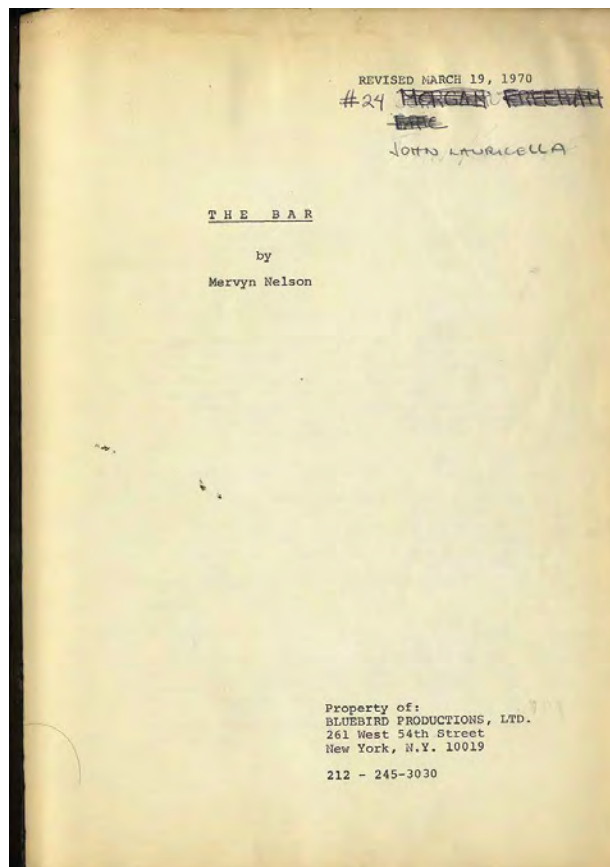 REVISED MARCH 19, 1970
#24 MORGAN FREEMAN
JOHN LAURICELLA
THE BAR
by
Mervyn Nelson
Property of:
BLUEBIRD PRODUCTIONS, LTD.
261 West 54th Street
New York, N.Y. 10019
212 - 245-3030